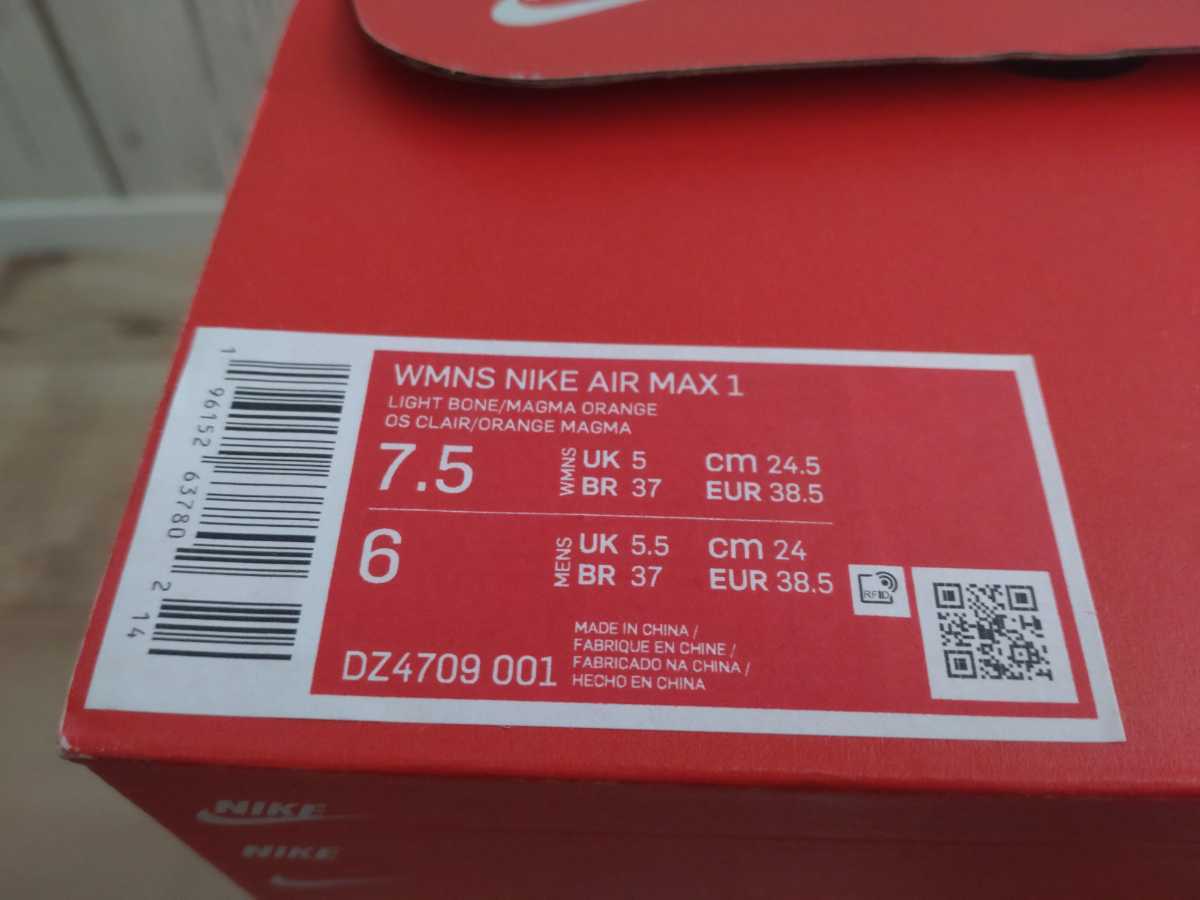 WMNS NIKE AIR MAX 1
LIGHT BONE/MAGMA ORANGE
OS CLAIR/ORANGE MAGMA
7.5
WMNS
UK 5 cm 24.5
BR 37 EUR 38.5
6
MENS
UK 5.5 cm 24
BR 37 EUR 38.5
RFID
DZ4709 001
MADE IN CHINA /
FABRIQUE EN CHINE /
FABRICADO NA CHINA /
HECHO EN CHINA
1 96152 63780 2 14
NIKE
NIKE